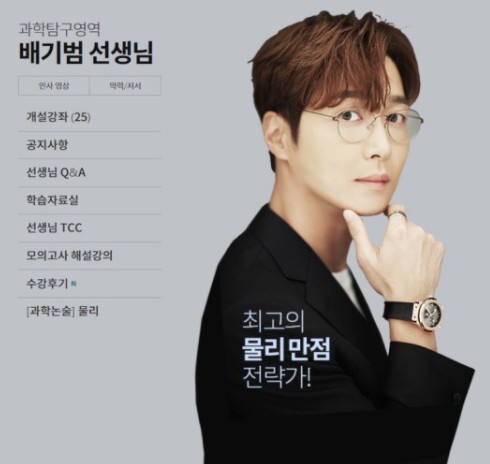 과학탐구영역
배기범 선생님
인사 영상
약력/저서
개설강좌 (25)
공지사항
선생님 Q&A
학습자료실
선생님 TCC
모의고사 해설강의
수강후기 N
[과학논술] 물리
최고의
물리 만점
전략가!